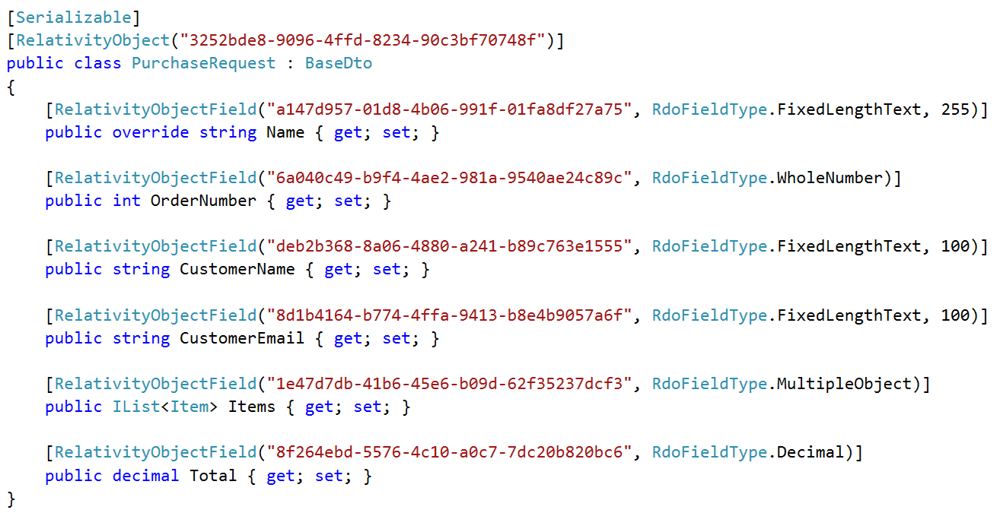 [Serializable]
[RelativityObject("3252bde8-9096-4ffd-8234-90c3bf70748f")]
public class PurchaseRequest : BaseDto
{
    [RelativityObjectField("a147d957-01d8-4b06-991f-01fa8df27a75", RdoFieldType.FixedLengthText, 255)]
    public override string Name { get; set; }

    [RelativityObjectField("6a040c49-b9f4-4ae2-981a-9540ae24c89c", RdoFieldType.WholeNumber)]
    public int OrderNumber { get; set; }

    [RelativityObjectField("deb2b368-8a06-4880-a241-b89c763e1555", RdoFieldType.FixedLengthText, 100)]
    public string CustomerName { get; set; }

    [RelativityObjectField("8d1b4164-b774-4ffa-9413-b8e4b9057a6f", RdoFieldType.FixedLengthText, 100)]
    public string CustomerEmail { get; set; }

    [RelativityObjectField("1e47d7db-41b6-45e6-b09d-62f35237dcf3", RdoFieldType.MultipleObject)]
    public IList<Item> Items { get; set; }

    [RelativityObjectField("8f264ebd-5576-4c10-a0c7-7dc20b820bc6", RdoFieldType.Decimal)]
    public decimal Total { get; set; }
}